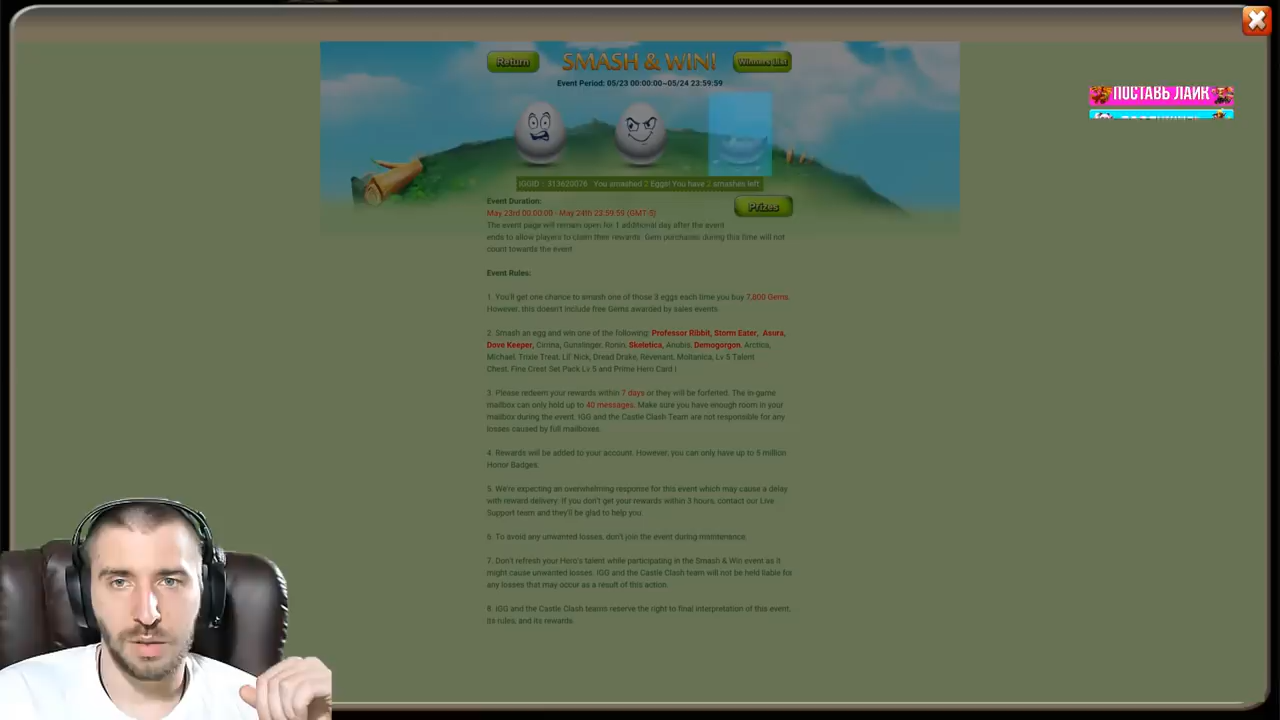 Return
SMASH & WIN!
Winners List
Event Period: 05/23 00:00:00~05/24 23:59:59
ПОСТАВЬ ЛАЙК
IGGID : 313620076 You smashed 2 Eggs! You have 2 smashes left
Event Duration:
Prizes
May 23rd 00:00:00 - May 24th 23:59:59 (GMT-5)
The event page will remain open for 1 additional day after the event
ends to allow players to claim their rewards. Gem purchases during this time will not
count towards the event.
Event Rules:
1. You'll get one chance to smash one of those 3 eggs each time you buy 7,800 Gems.
However, this doesn't include free Gems awarded by sales events.
2. Smash an egg and win one of the following: Professor Ribbit, Storm Eater, Asura,
Dove Keeper, Cirrina, Gunslinger, Ronin, Skeletica, Anubis, Demogorgon, Arctica,
Michael, Trixie Treat, Lil' Nick, Dread Drake, Revenant, Moltanica, Lv 5 Talent
Chest, Fine Crest Set Pack Lv 5 and Prime Hero Card I
3. Please redeem your rewards within 7 days or they will be forfeited. The in-game
mailbox can only hold up to 40 messages. Make sure you have enough room in your
mailbox during the event. IGG and the Castle Clash Team are not responsible for any
losses caused by full mailboxes.
4. Rewards will be added to your account. However, you can only have up to 5 million
Honor Badges.
5. We're expecting an overwhelming response for this event which may cause a delay
with reward delivery. If you don't get your rewards within 3 hours, contact our Live
Support team and they'll be glad to help you.
6. To avoid any unwanted losses, don't join the event during maintenance.
7. Don't refresh your Hero's talent while participating in the Smash & Win event as it
might cause unwanted losses. IGG and the Castle Clash team will not be held liable for
any losses that may occur as a result of this action.
8. IGG and the Castle Clash teams reserve the right to final interpretation of this event,
its rules, and its rewards.